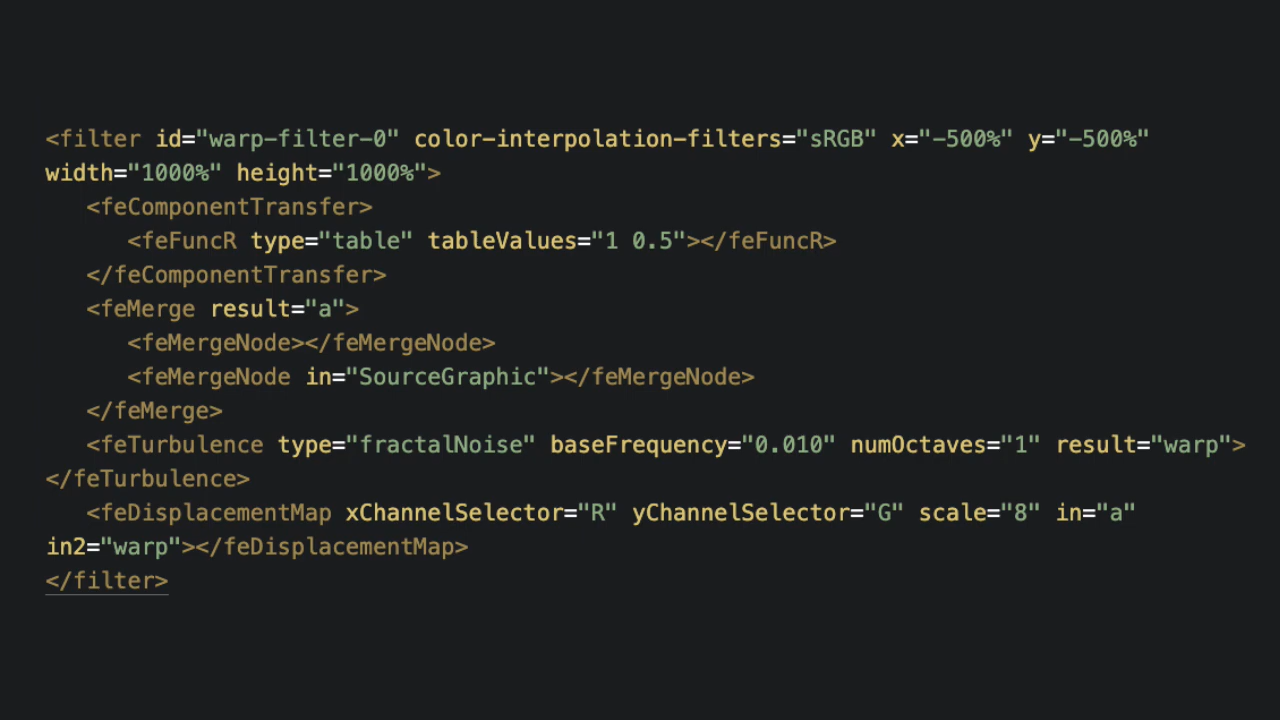 <filter id="warp-filter-0" color-interpolation-filters="sRGB" x="-500%" y="-500%"
width="1000%" height="1000%">
<feComponentTransfer>
<feFuncR type="table" tableValues="1 0.5"></feFuncR>
</feComponentTransfer>
<feMerge result="a">
<feMergeNode></feMergeNode>
<feMergeNode in="SourceGraphic"></feMergeNode>
</feMerge>
<feTurbulence type="fractalNoise" baseFrequency="0.010" numOctaves="1" result="warp">
</feTurbulence>
<feDisplacementMap xChannelSelector="R" yChannelSelector="G" scale="8" in="a"
in2="warp"></feDisplacementMap>
</filter>